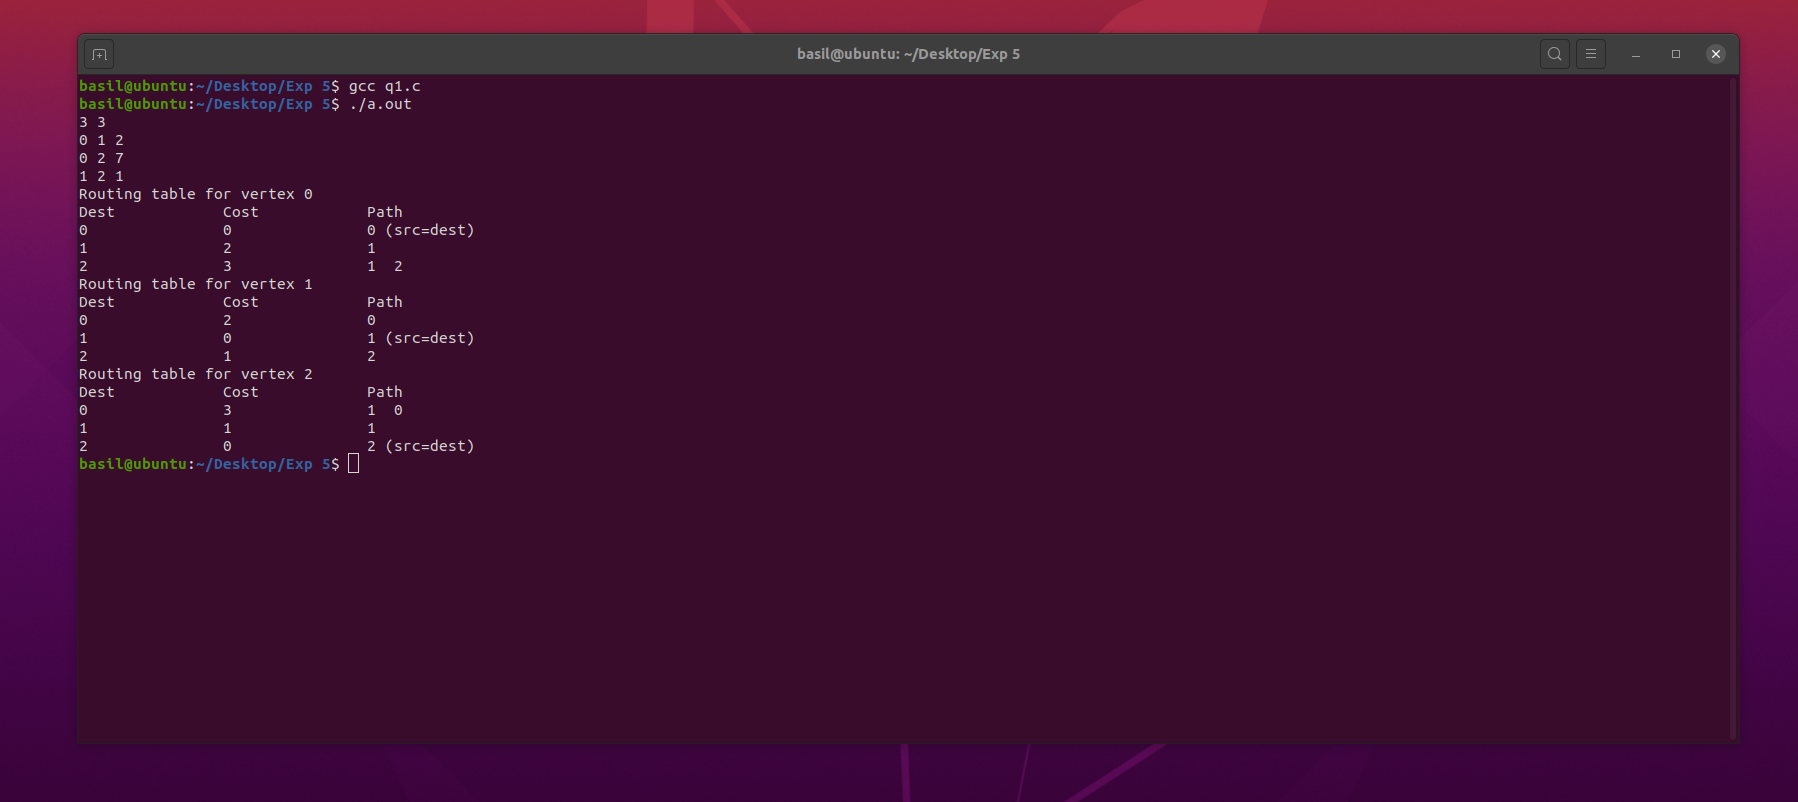 basil@ubuntu: ~/Desktop/Exp 5
basil@ubuntu:~/Desktop/Exp 5$ gcc q1.c
basil@ubuntu:~/Desktop/Exp 5$ ./a.out
3 3
0 1 2
0 2 7
1 2 1
Routing table for vertex 0
Dest            Cost            Path
0               0               0 (src=dest)
1               2               1
2               3               1  2
Routing table for vertex 1
Dest            Cost            Path
0               2               0
1               0               1 (src=dest)
2               1               2
Routing table for vertex 2
Dest            Cost            Path
0               3               1  0
1               1               1
2               0               2 (src=dest)
basil@ubuntu:~/Desktop/Exp 5$